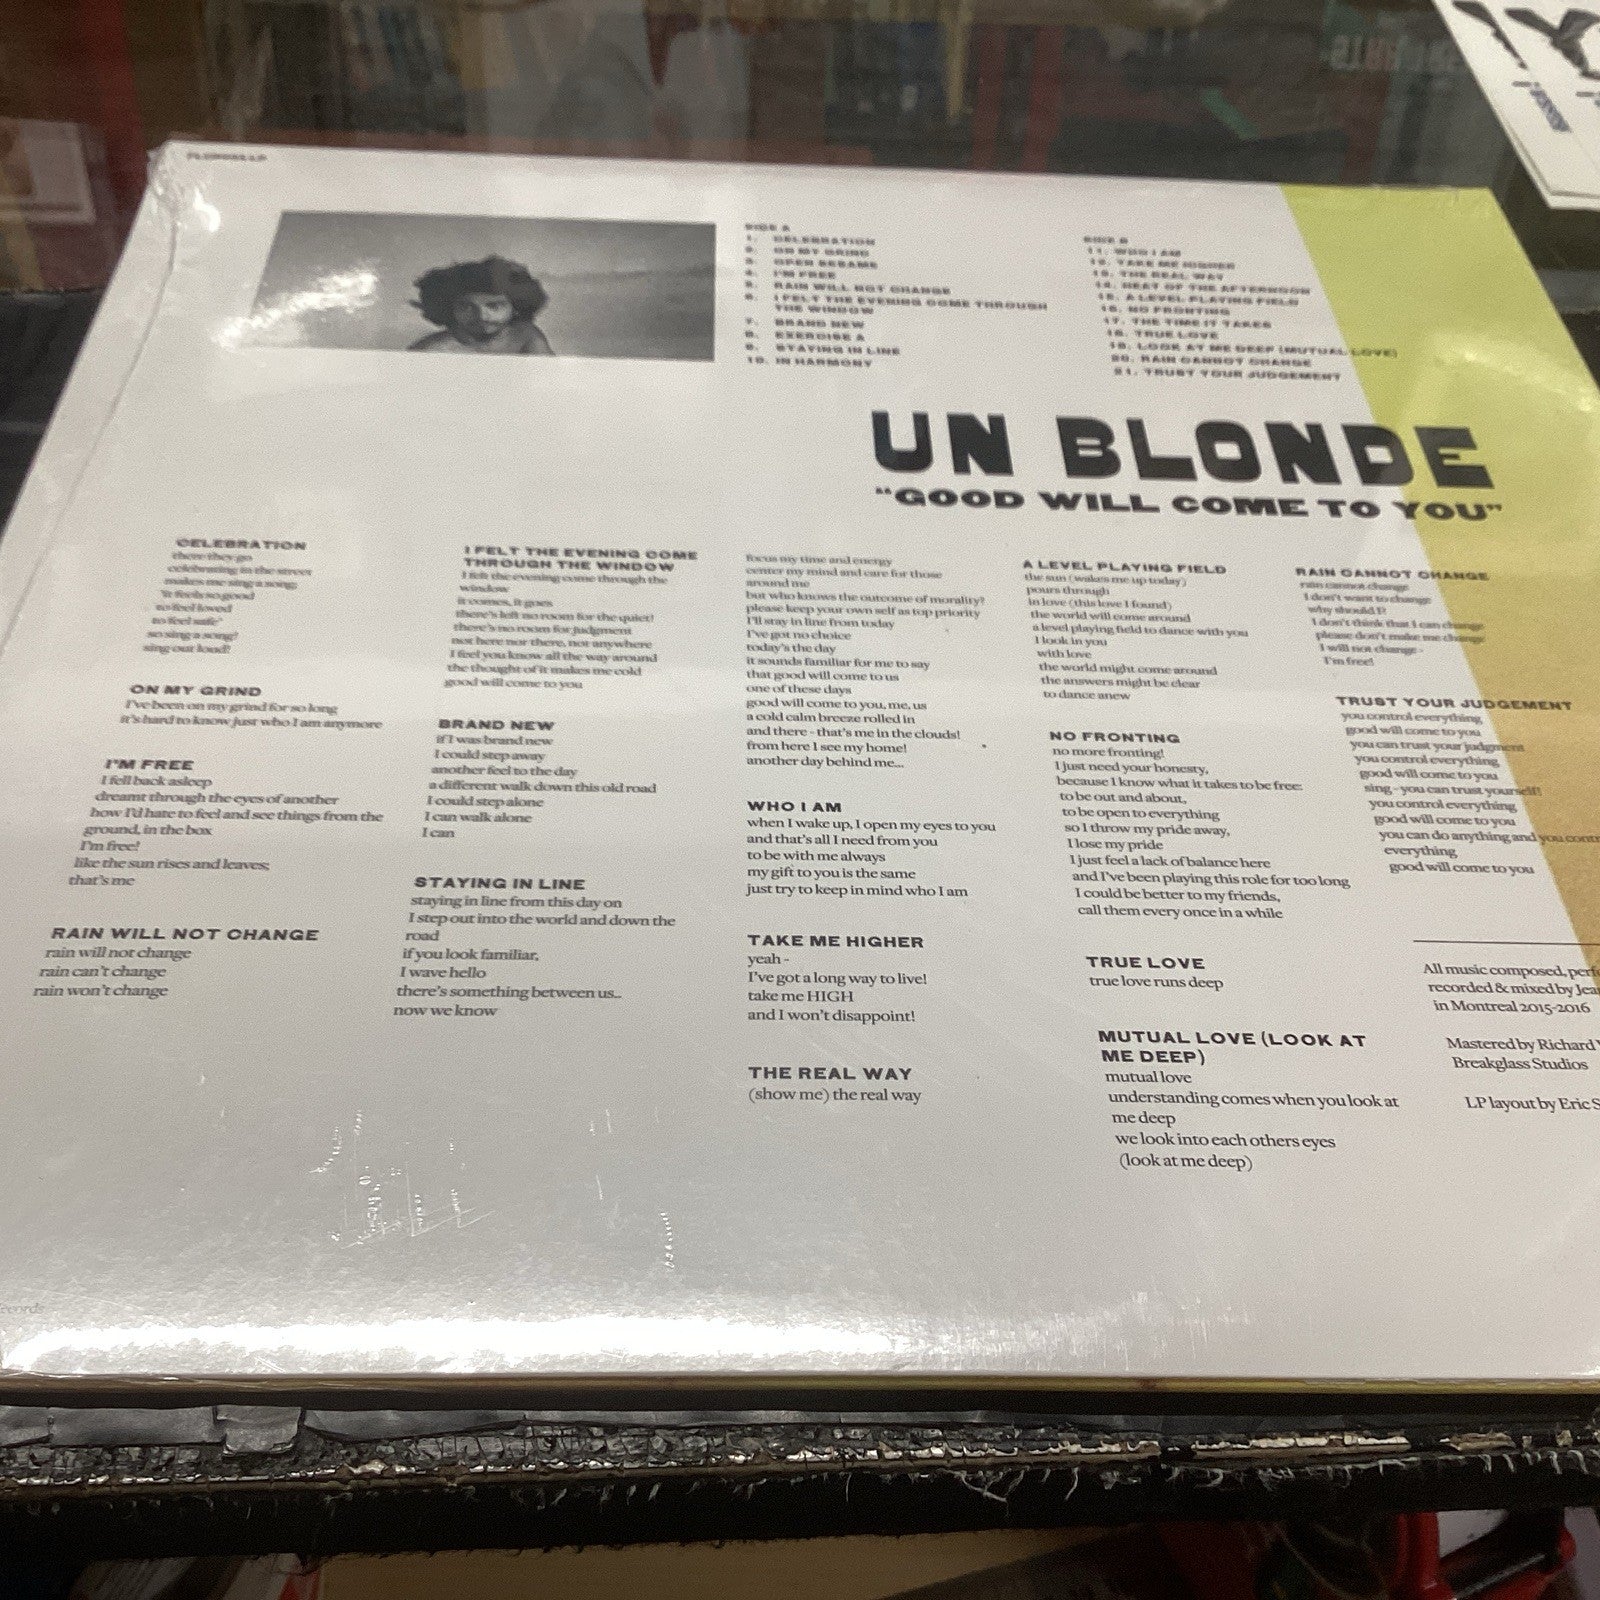 SIDE A
1. CELEBRATION
2. ON MY GRIND
3. OPEN SESAME
4. I'M FREE
5. RAIN WILL NOT CHANGE
6. I FELT THE EVENING COME THROUGH
THE WINDOW
7. BRAND NEW
8. EXERCISE A
9. STAYING IN LINE
10. IN HARMONY
SIDE B
11. WHO I AM
12. TAKE ME HIGHER
13. THE REAL WAY
14. HEAT OF THE AFTERNOON
15. A LEVEL PLAYING FIELD
16. NO FRONTING
17. THE TIME IT TAKES
18. TRUE LOVE
19. LOOK AT ME DEEP (MUTUAL LOVE)
20. RAIN CANNOT CHANGE
21. TRUST YOUR JUDGEMENT
UN BLONDE
"GOOD WILL COME TO YOU"
CELEBRATION
there they go
celebrating in the street
makes me sing a song;
'it feels so good
to feel loved
to feel safe'
so sing a song!
sing out loud!
ON MY GRIND
I've been on my grind for so long
it's hard to know just who I am anymore
I'M FREE
I fell back asleep
dreamt through the eyes of another
how I'd hate to feel and see things from the
ground, in the box
I'm free!
like the sun rises and leaves;
that's me
RAIN WILL NOT CHANGE
rain will not change
rain can't change
rain won't change
I FELT THE EVENING COME
THROUGH THE WINDOW
I felt the evening come through the
window
it comes, it goes
there's left no room for the quiet!
there's no room for judgment
not here nor there, not anywhere
I feel you know all the way around
the thought of it makes me cold
good will come to you
BRAND NEW
if I was brand new
I could step away
another feel to the day
a different walk down this old road
I could step alone
I can walk alone
I can
STAYING IN LINE
staying in line from this day on
I step out into the world and down the
road
if you look familiar,
I wave hello
there's something between us...
now we know
focus my time and energy
center my mind and care for those
around me
but who knows the outcome of morality?
please keep your own self as top priority
I'll stay in line from today
I've got no choice
today's the day
it sounds familiar for me to say
that good will come to us
one of these days
good will come to you, me, us
a cold calm breeze rolled in
and there - that's me in the clouds!
from here I see my home!
another day behind me...
WHO I AM
when I wake up, I open my eyes to you
and that's all I need from you
to be with me always
my gift to you is the same
just try to keep in mind who I am
TAKE ME HIGHER
yeah -
I've got a long way to live!
take me HIGH
and I won't disappoint!
THE REAL WAY
(show me) the real way
A LEVEL PLAYING FIELD
the sun (wakes me up today)
pours through
in love (this love I found)
the world will come around
a level playing field to dance with you
I look in you
with love
the world might come around
the answers might be clear
to dance anew
NO FRONTING
no more fronting!
I just need your honesty,
because I know what it takes to be free:
to be out and about,
to be open to everything
so I throw my pride away,
I lose my pride
I just feel a lack of balance here
and I've been playing this role for too long
I could be better to my friends,
call them every once in a while
TRUE LOVE
true love runs deep
MUTUAL LOVE (LOOK AT
ME DEEP)
mutual love
understanding comes when you look at
me deep
we look into each others eyes
(look at me deep)
RAIN CANNOT CHANGE
rain cannot change
I don't want to change
why should I?
I don't think that I can change
please don't make me change
I will not change -
I'm free!
TRUST YOUR JUDGEMENT
you control everything,
good will come to you
you can trust your judgment
you control everything,
good will come to you
sing - you can trust yourself!
you control everything,
good will come to you
you can do anything and you contr
everything
good will come to you
All music composed, perf
recorded & mixed by Jea
in Montreal 2015-2016
Mastered by Richard
Breakglass Studios
LP layout by Eric S
ecords